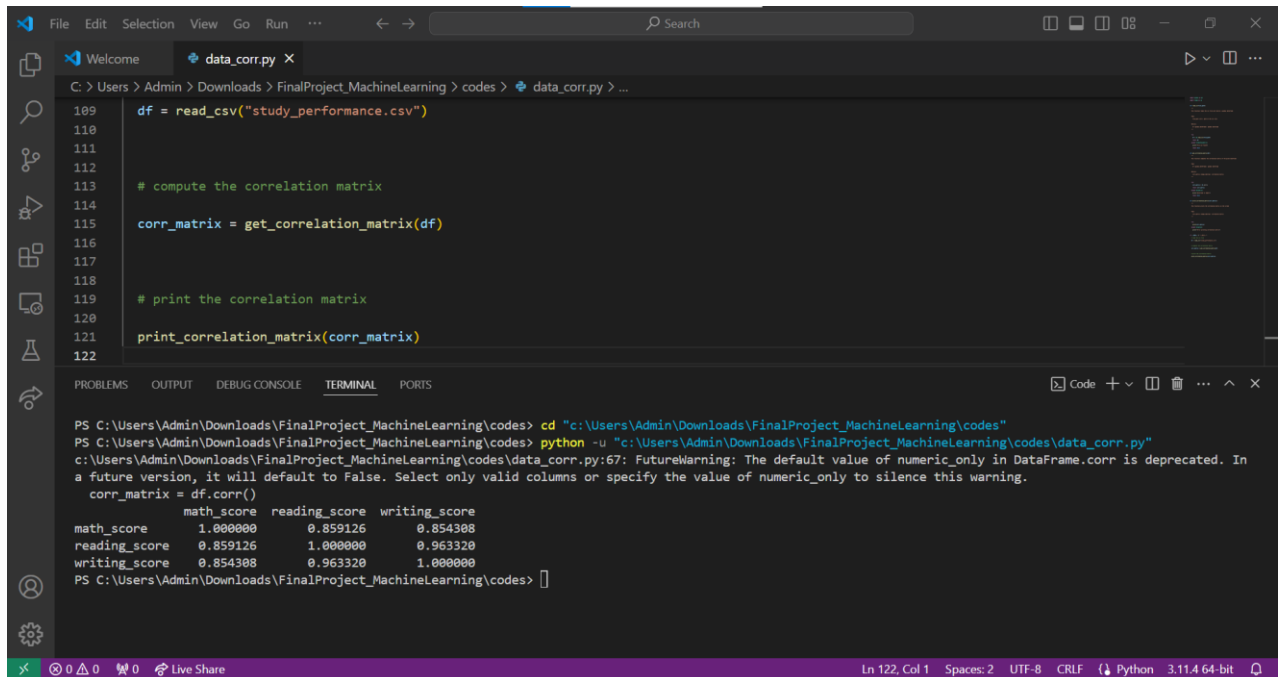 File Edit Selection View Go Run ··· ← → Search
Welcome data_corr.py ×
C: > Users > Admin > Downloads > FinalProject_MachineLearning > codes > data_corr.py > ...
109 df = read_csv("study_performance.csv")
110
111
112
113 # compute the correlation matrix
114
115 corr_matrix = get_correlation_matrix(df)
116
117
118
119 # print the correlation matrix
120
121 print_correlation_matrix(corr_matrix)
122
PROBLEMS OUTPUT DEBUG CONSOLE TERMINAL PORTS Code
PS C:\Users\Admin\Downloads\FinalProject_MachineLearning\codes> cd "c:\Users\Admin\Downloads\FinalProject_MachineLearning\codes"
PS C:\Users\Admin\Downloads\FinalProject_MachineLearning\codes> python -u "c:\Users\Admin\Downloads\FinalProject_MachineLearning\codes\data_corr.py"
c:\Users\Admin\Downloads\FinalProject_MachineLearning\codes\data_corr.py:67: FutureWarning: The default value of numeric_only in DataFrame.corr is deprecated. In
a future version, it will default to False. Select only valid columns or specify the value of numeric_only to silence this warning.
corr_matrix = df.corr()
math_score reading_score writing_score
math_score 1.000000 0.859126 0.854308
reading_score 0.859126 1.000000 0.963320
writing_score 0.854308 0.963320 1.000000
PS C:\Users\Admin\Downloads\FinalProject_MachineLearning\codes>
0 0 0 Live Share Ln 122, Col 1 Spaces: 2 UTF-8 CRLF Python 3.11.4 64-bit